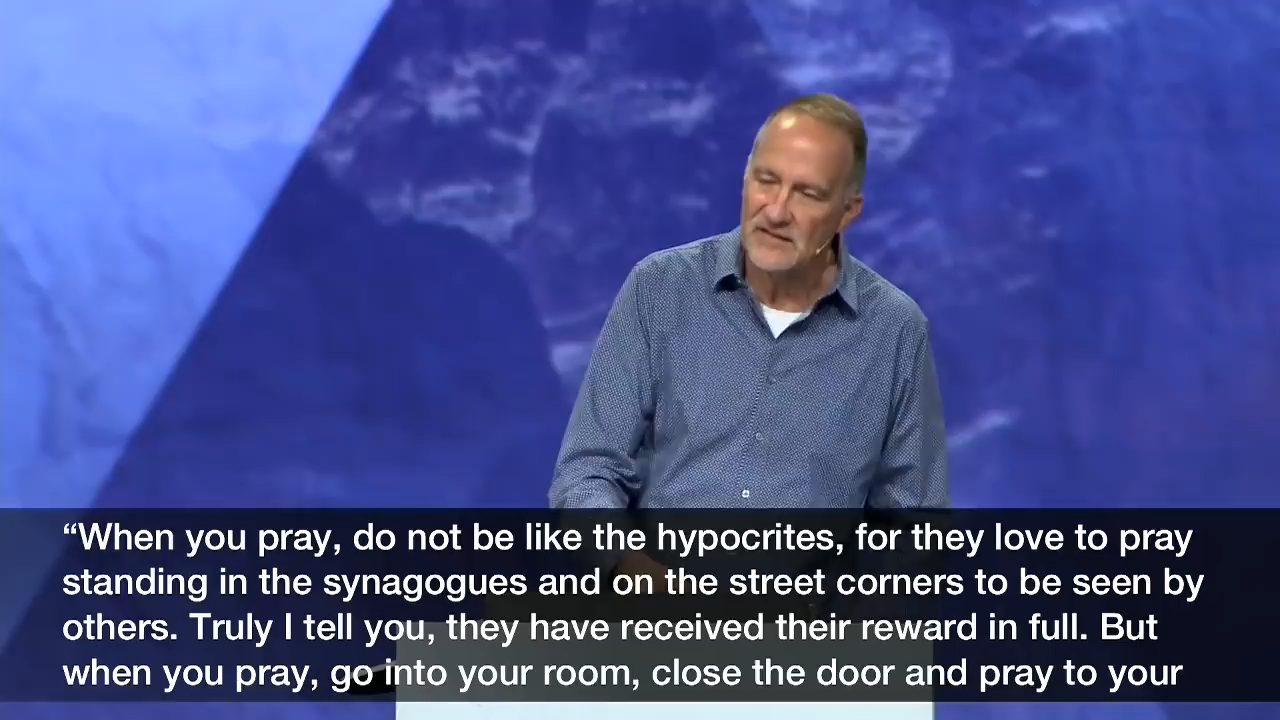 “When you pray, do not be like the hypocrites, for they love to pray
standing in the synagogues and on the street corners to be seen by
others. Truly I tell you, they have received their reward in full. But
when you pray, go into your room, close the door and pray to your